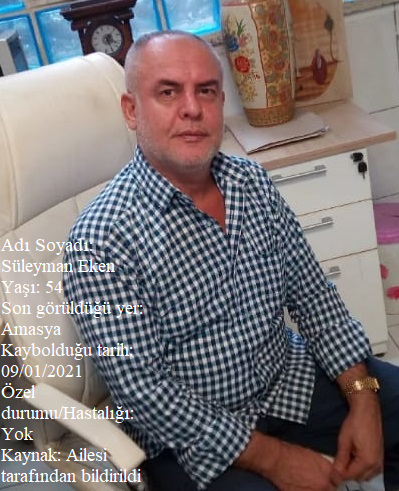 Adı Soyadı:
Süleyman Eken
Yaşı: 54
Son görüldüğü yer:
Amasya
Kaybolduğu tarih:
09/01/2021
Özel
durumu/Hastalığı:
Yok
Kaynak: Ailesi
tarafından bildirildi